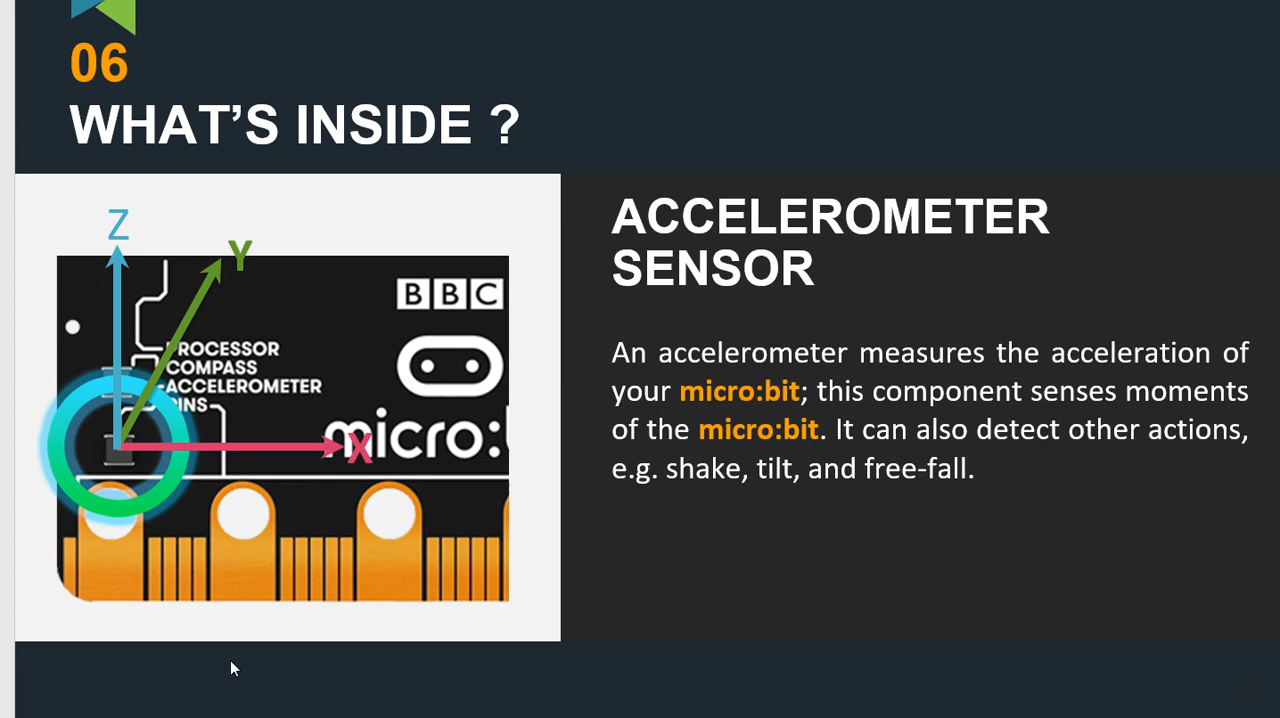 06
WHAT'S INSIDE ?
Z
Y
BBC
PROCESSOR
COMPASS
ACCELEROMETER
PINS
micro:
X
ACCELEROMETER
SENSOR
An accelerometer measures the acceleration of
your micro:bit; this component senses moments
of the micro:bit. It can also detect other actions,
e.g. shake, tilt, and free-fall.